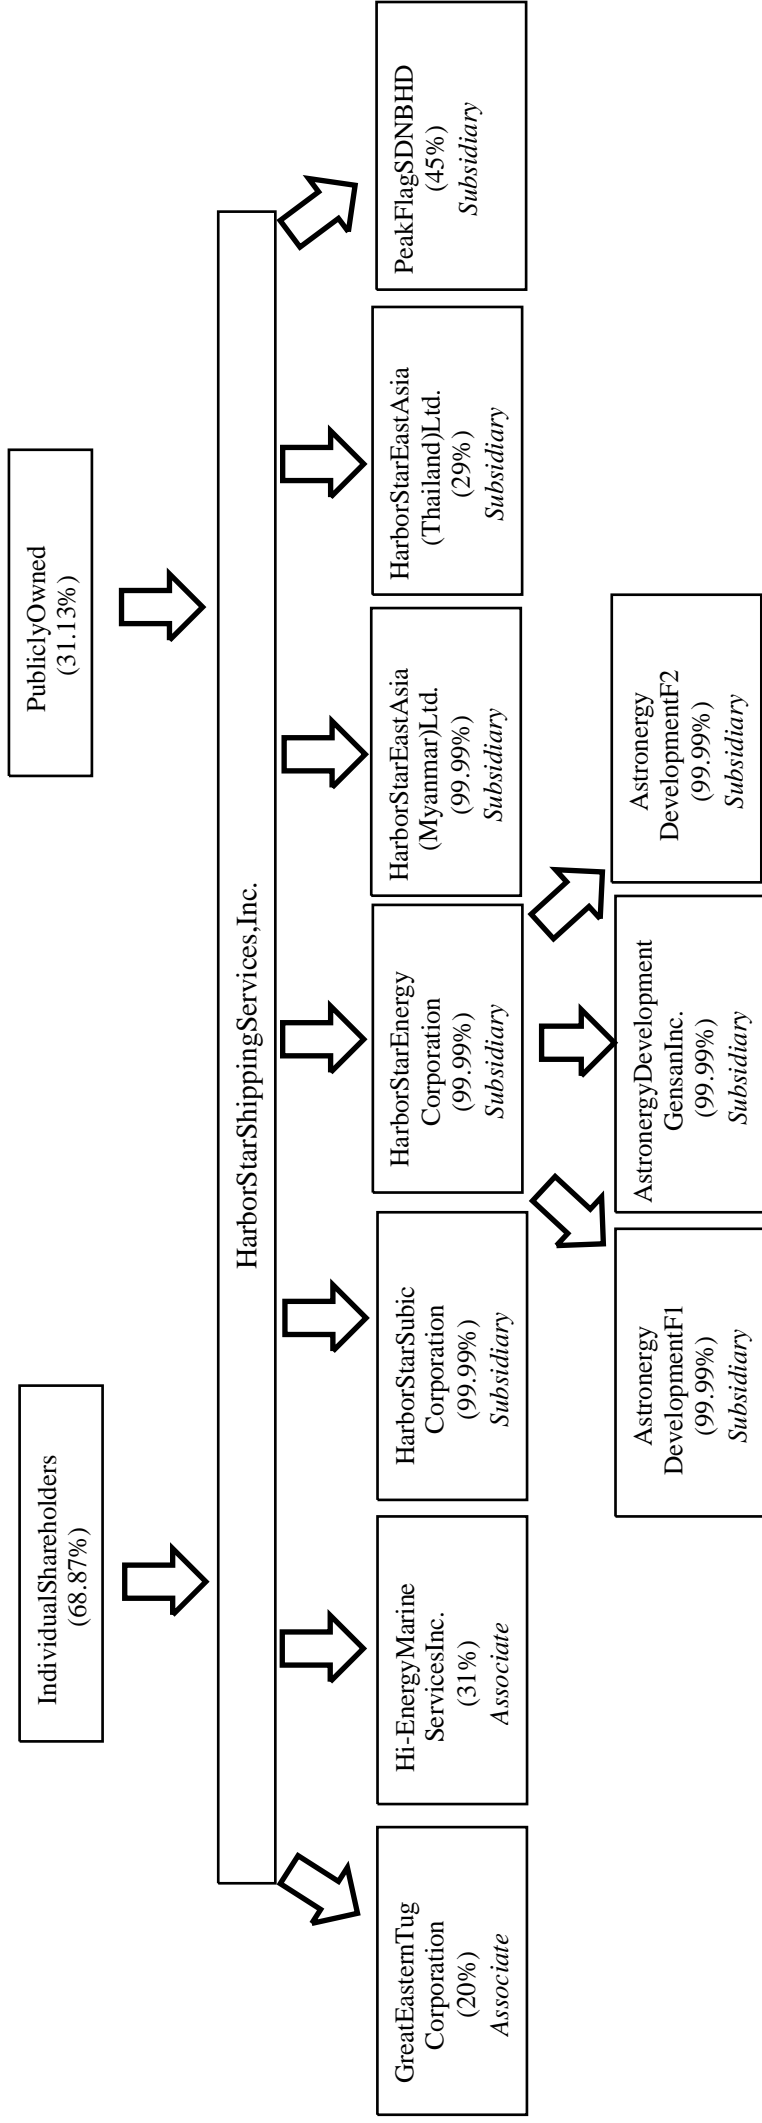 IndividualShareholders
(68.87%)
PubliclyOwned
(31.13%)
HarborStarShippingServices,Inc.
GreatEasternTug
Corporation
(20%)
Associate
Hi-EnergyMarine
ServicesInc.
(31%)
Associate
HarborStarSubic
Corporation
(99.99%)
Subsidiary
HarborStarEnergy
Corporation
(99.99%)
Subsidiary
HarborStarEastAsia
(Myanmar)Ltd.
(99.99%)
Subsidiary
HarborStarEastAsia
(Thailand)Ltd.
(29%)
Subsidiary
PeakFlagSDNBHD
(45%)
Subsidiary
Astronergy
DevelopmentF1
(99.99%)
Subsidiary
AstronergyDevelopment
GensanInc.
(99.99%)
Subsidiary
Astronergy
DevelopmentF2
(99.99%)
Subsidiary